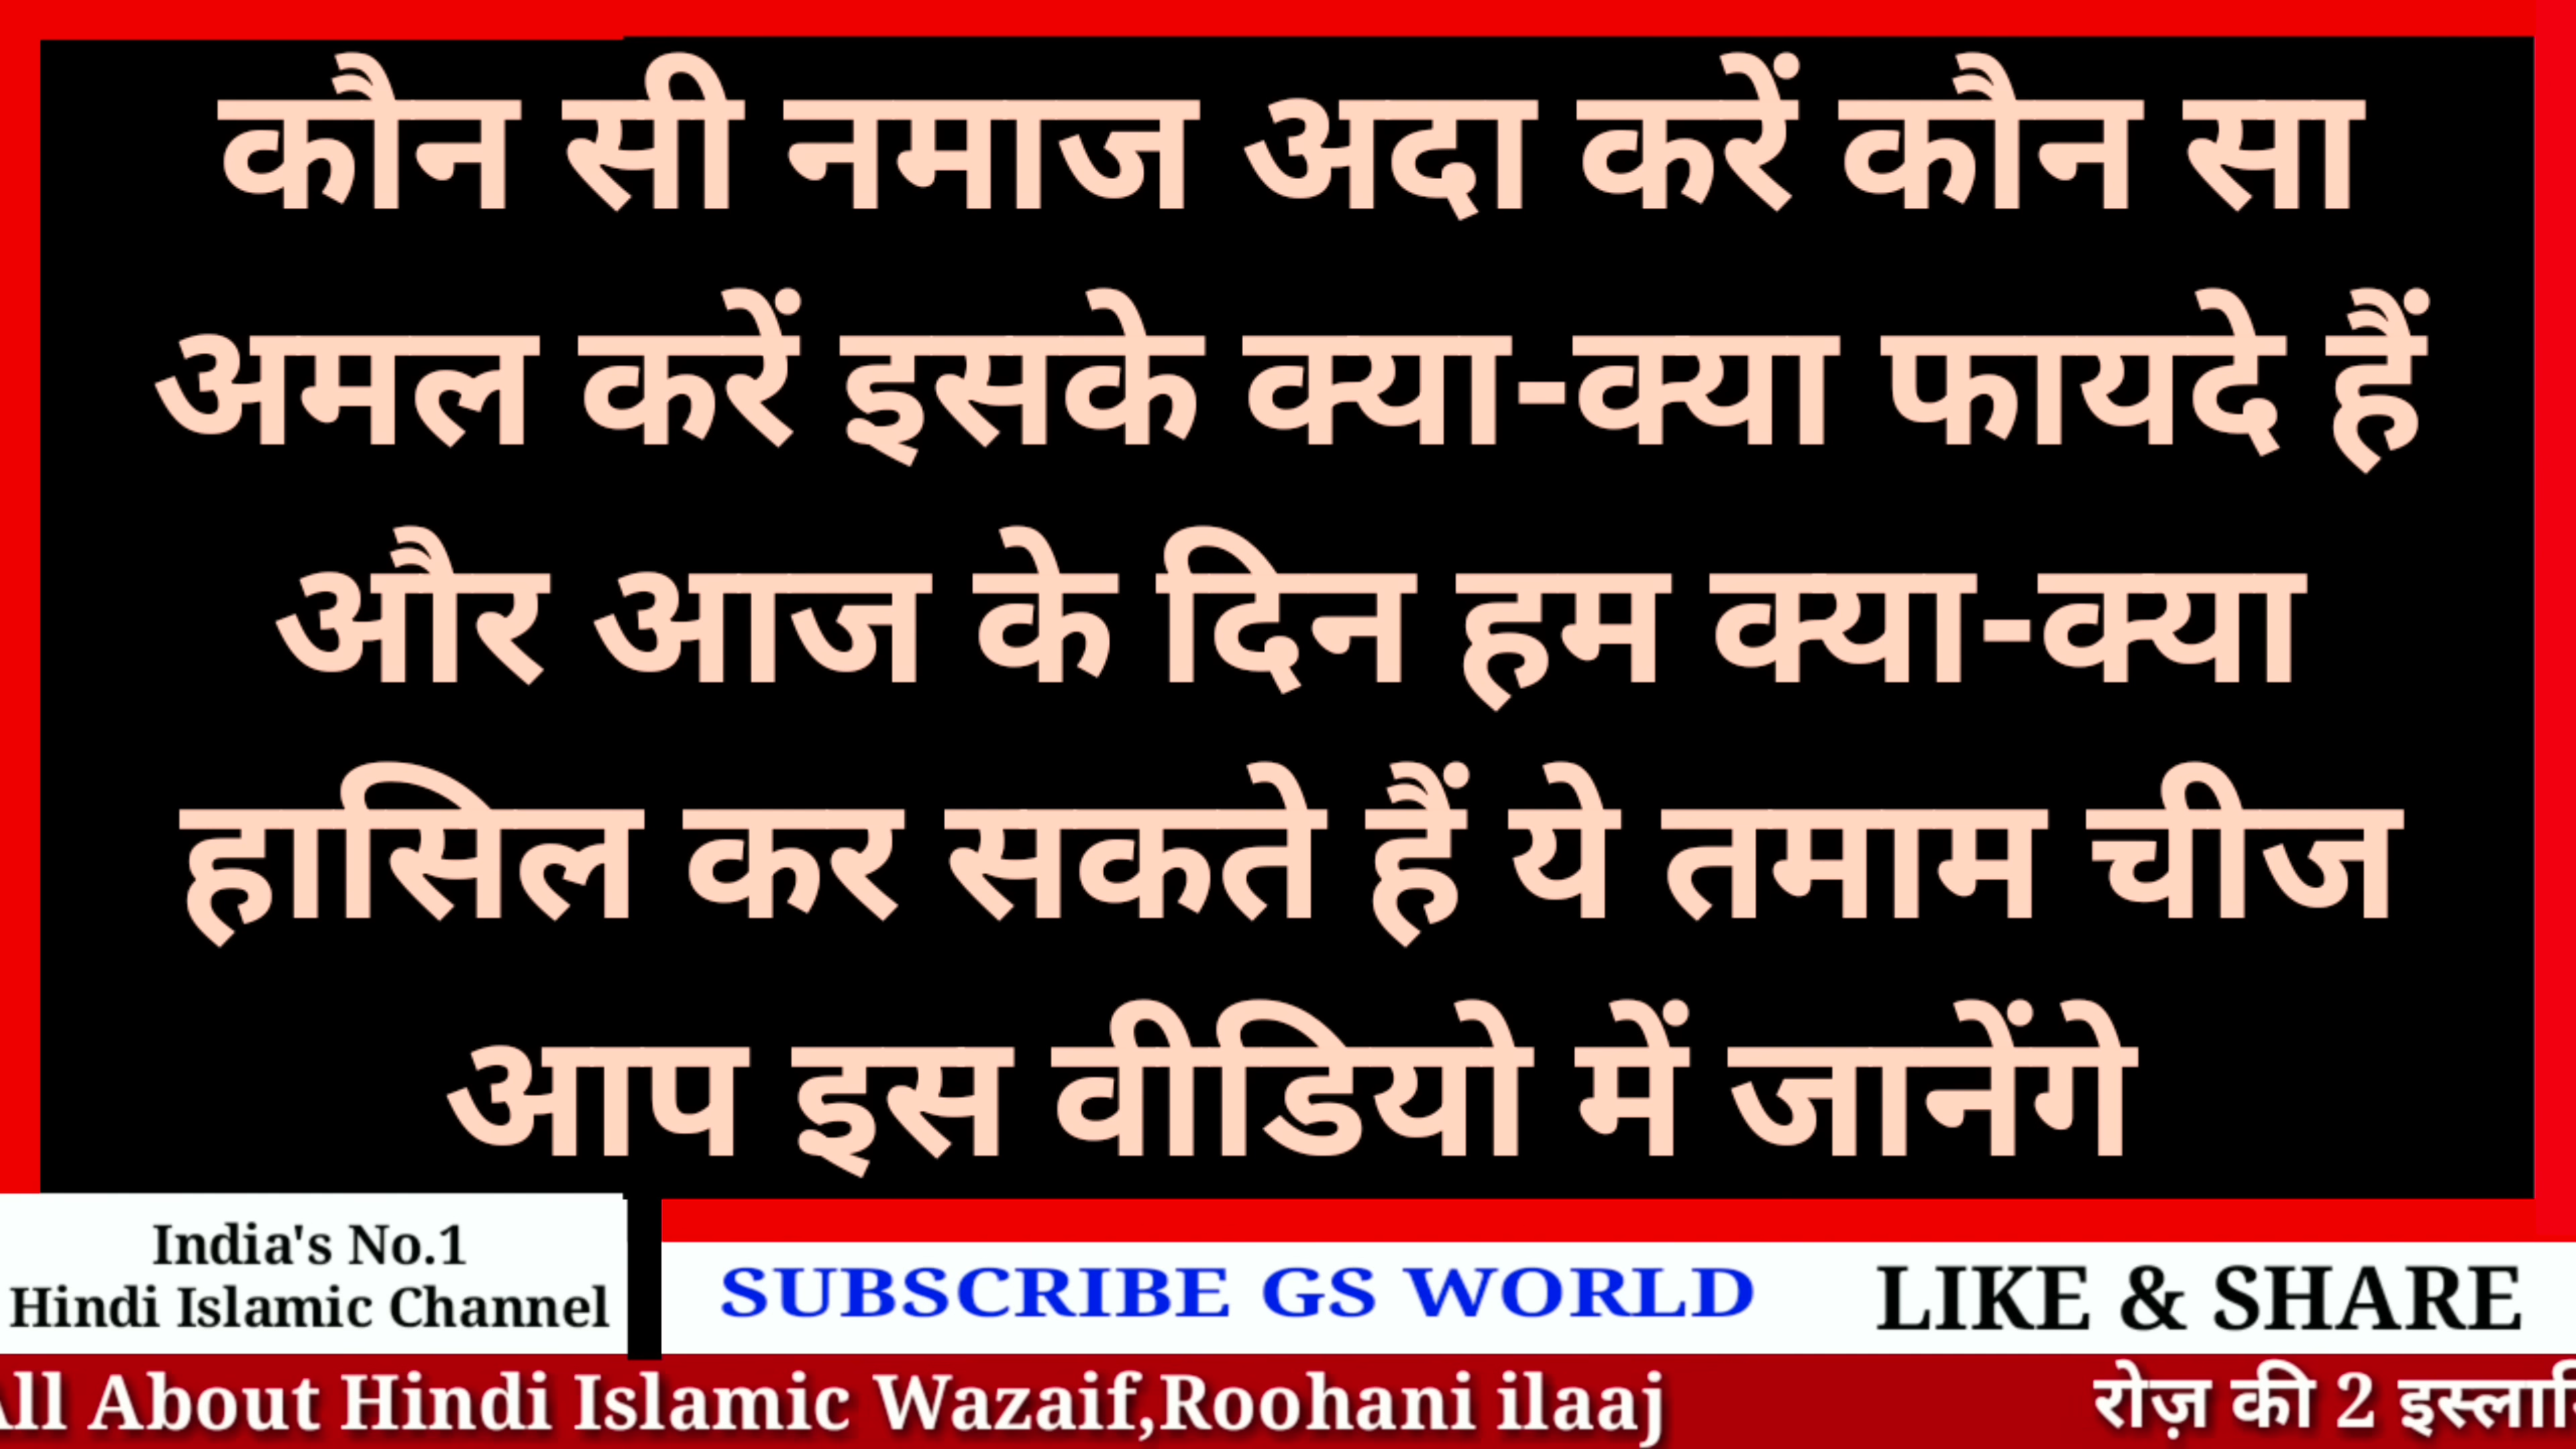 कौन सी नमाज अदा करें कौन सा
अमल करें इसके क्या-क्या फायदे हैं
और आज के दिन हम क्या-क्या
हासिल कर सकते हैं ये तमाम चीज
आप इस वीडियो में जानेंगे
India's No.1
Hindi Islamic Channel
SUBSCRIBE GS WORLD
LIKE & SHARE
All About Hindi Islamic Wazaif,Roohani ilaaj
रोज़ की 2